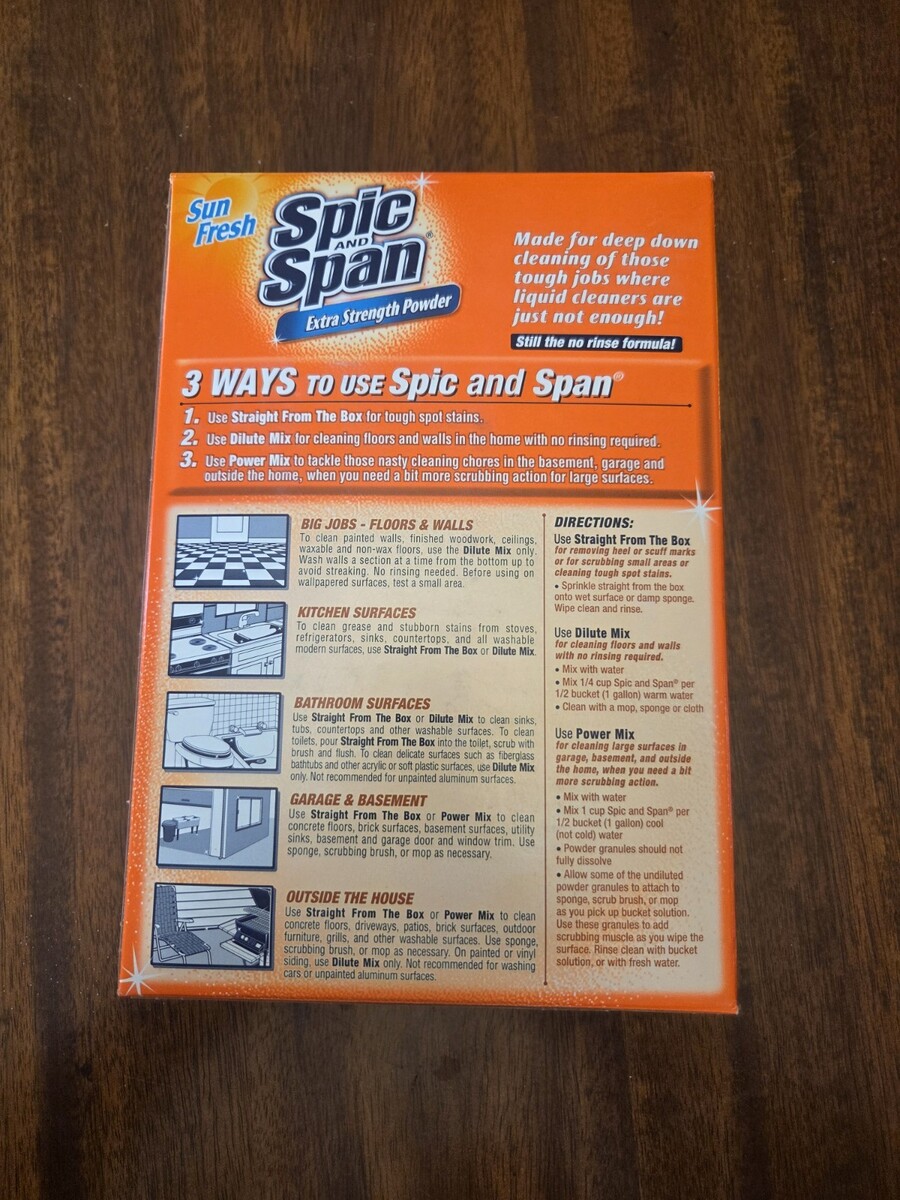 Sun
Fresh
Spic
AND
Span®
Extra Strength Powder
Made for deep down
cleaning of those
tough jobs where
liquid cleaners are
just not enough!
Still the no rinse formula!
3 WAYS TO USE Spic and Span®
1. Use Straight From The Box for tough spot stains.
2. Use Dilute Mix for cleaning floors and walls in the home with no rinsing required.
3. Use Power Mix to tackle those nasty cleaning chores in the basement, garage and
outside the home, when you need a bit more scrubbing action for large surfaces.
BIG JOBS - FLOORS & WALLS
To clean painted walls, finished woodwork, ceilings,
waxable and non-wax floors, use the Dilute Mix only.
Wash walls a section at a time from the bottom up to
avoid streaking. No rinsing needed. Before using on
wallpapered surfaces, test a small area.
KITCHEN SURFACES
To clean grease and stubborn stains from stoves,
refrigerators, sinks, countertops, and all washable
modern surfaces, use Straight From The Box or Dilute Mix.
BATHROOM SURFACES
Use Straight From The Box or Dilute Mix to clean sinks,
tubs, countertops and other washable surfaces. To clean
toilets, pour Straight From The Box into the toilet, scrub with
brush and flush. To clean delicate surfaces such as fiberglass
bathtubs and other acrylic or soft plastic surfaces, use Dilute Mix
only. Not recommended for unpainted aluminum surfaces.
GARAGE & BASEMENT
Use Straight From The Box or Power Mix to clean
concrete floors, brick surfaces, basement surfaces, utility
sinks, basement and garage door and window trim. Use
sponge, scrubbing brush, or mop as necessary.
OUTSIDE THE HOUSE
Use Straight From The Box or Power Mix to clean
concrete floors, driveways, patios, brick surfaces, outdoor
furniture, grills, and other washable surfaces. Use sponge,
scrubbing brush, or mop as necessary. On painted or vinyl
siding, use Dilute Mix only. Not recommended for washing
cars or unpainted aluminum surfaces.
DIRECTIONS:
Use Straight From The Box
for removing heel or scuff marks
or for scrubbing small areas or
cleaning tough spot stains.
• Sprinkle straight from the box
onto wet surface or damp sponge.
Wipe clean and rinse.
Use Dilute Mix
for cleaning floors and walls
with no rinsing required.
• Mix with water
• Mix 1/4 cup Spic and Span® per
1/2 bucket (1 gallon) warm water
• Clean with a mop, sponge or cloth
Use Power Mix
for cleaning large surfaces in
garage, basement, and outside
the home, when you need a bit
more scrubbing action.
• Mix with water
• Mix 1 cup Spic and Span® per
1/2 bucket (1 gallon) cool
(not cold) water
• Powder granules should not
fully dissolve
• Allow some of the undiluted
powder granules to attach to
sponge, scrub brush, or mop
as you pick up bucket solution.
Use these granules to add
scrubbing muscle as you wipe the
surface. Rinse clean with bucket
solution, or with fresh water.